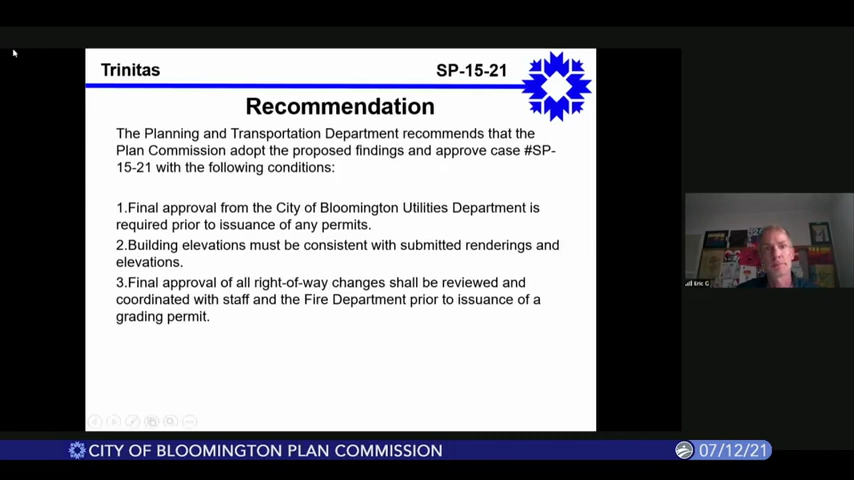 Trinitas
SP-15-21
Recommendation
The Planning and Transportation Department recommends that the
Plan Commission adopt the proposed findings and approve case #SP-
15-21 with the following conditions:
1.Final approval from the City of Bloomington Utilities Department is
required prior to issuance of any permits.
2.Building elevations must be consistent with submitted renderings and
elevations.
3.Final approval of all right-of-way changes shall be reviewed and
coordinated with staff and the Fire Department prior to issuance of a
grading permit.
Eric G
CITY OF BLOOMINGTON PLAN COMMISSION
07/12/21